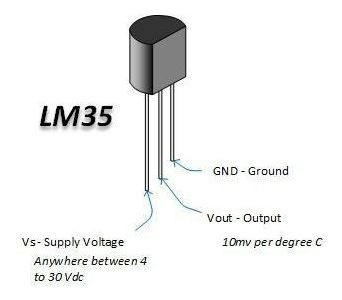 LM35
GND - Ground
Vout - Output
10mv per degree C
Vs - Supply Voltage
Anywhere between 4
to 30 Vdc